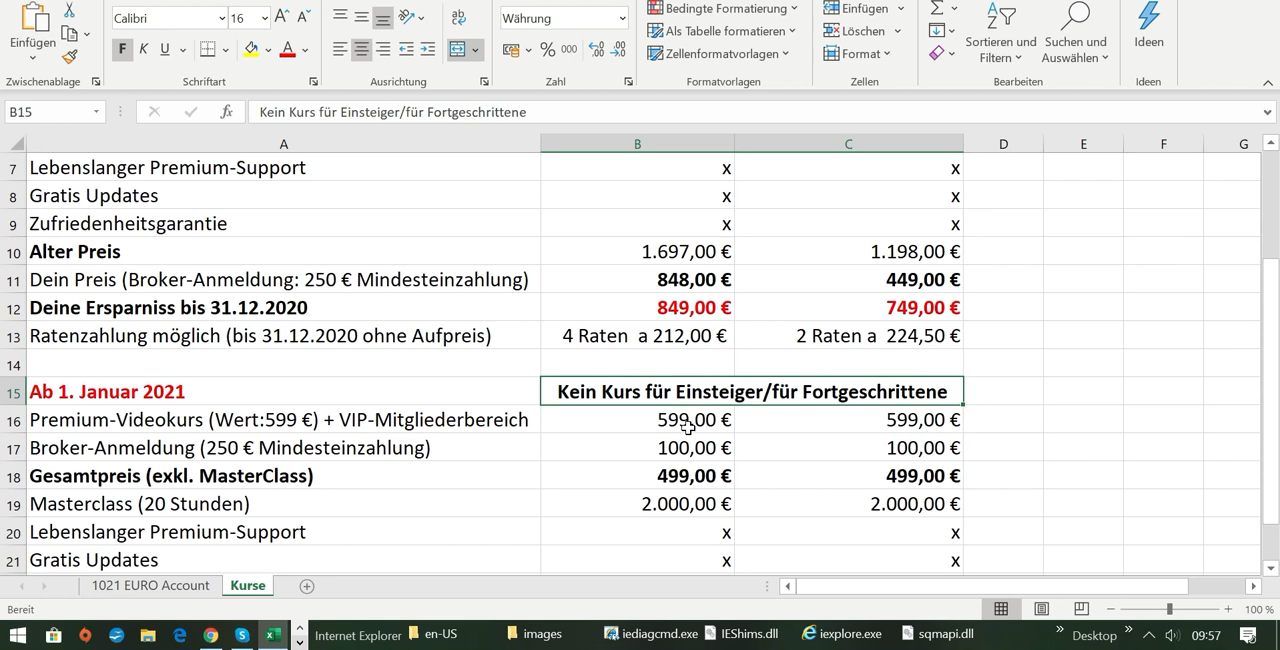 Einfügen
Zwischenablage
Calibri 16 A A
F K U A
Schriftart
Ausrichtung
Währung
% 000
Zahl
Bedingte Formatierung
Als Tabelle formatieren
Zellenformatvorlagen
Formatvorlagen
Einfügen
Löschen
Format
Zellen
Sortieren und Filtern
Suchen und Auswählen
Bearbeiten
Ideen
Ideen
B15 fx Kein Kurs für Einsteiger/für Fortgeschrittene
A B C D E F G
7 Lebenslanger Premium-Support x x
8 Gratis Updates x x
9 Zufriedenheitsgarantie x x
10 Alter Preis 1.697,00 € 1.198,00 €
11 Dein Preis (Broker-Anmeldung: 250 € Mindesteinzahlung) 848,00 € 449,00 €
12 Deine Ersparniss bis 31.12.2020 849,00 € 749,00 €
13 Ratenzahlung möglich (bis 31.12.2020 ohne Aufpreis) 4 Raten a 212,00 € 2 Raten a 224,50 €
14
15 Ab 1. Januar 2021 Kein Kurs für Einsteiger/für Fortgeschrittene
16 Premium-Videokurs (Wert:599 €) + VIP-Mitgliederbereich 599,00 € 599,00 €
17 Broker-Anmeldung (250 € Mindesteinzahlung) 100,00 € 100,00 €
18 Gesamtpreis (exkl. MasterClass) 499,00 € 499,00 €
19 Masterclass (20 Stunden) 2.000,00 € 2.000,00 €
20 Lebenslanger Premium-Support x x
21 Gratis Updates x x
1021 EURO Account Kurse
Bereit 100 %
Internet Explorer en-US images iediagcmd.exe IEShims.dll iexplore.exe sqmapi.dll Desktop 09:57